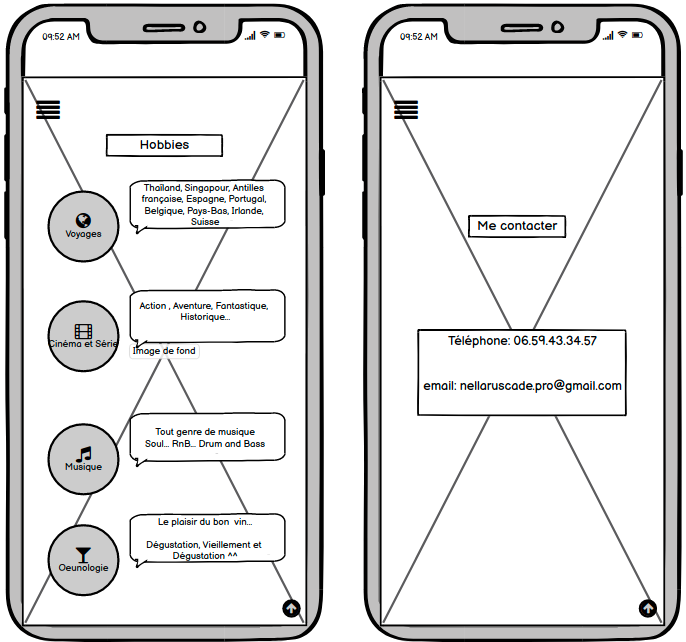 09:52 AM
Hobbies
Thaïland, Singapour, Antilles
française, Espagne, Portugal,
Belgique, Pays-Bas, Irlande,
Suisse
Voyages
Action , Aventure, Fantastique,
Historique...
Cinéma et Série
Image de fond
Tout genre de musique
Soul... RnB... Drum and Bass
Musique
Le plaisir du bon vin...
Dégustation, Vieillement et
Dégustation ^^
Oeunologie
09:52 AM
Me contacter
Téléphone: 06.59.43.34.57
email: nellaruscade.pro@gmail.com